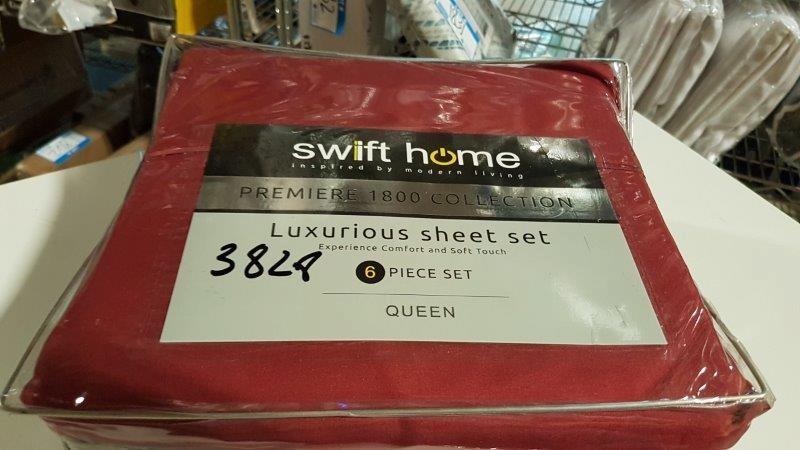 swift home
inspired by modern living
PREMIERE 1800 COLLECTION
Luxurious sheet set
Experience Comfort and Soft Touch
6 PIECE SET
QUEEN